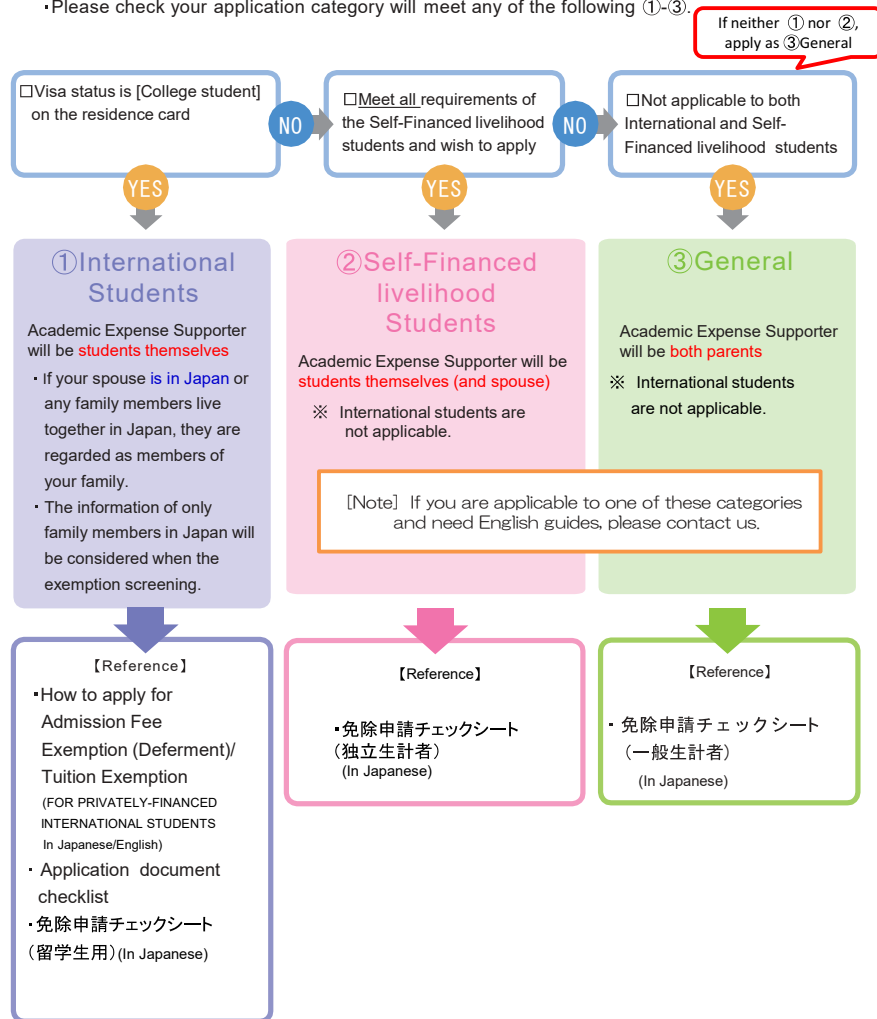 ▪Please check your application category will meet any of the following ①-③.
If neither ① nor ②,
apply as ③General
□Visa status is [College student]
on the residence card
NO
□Meet all requirements of
the Self-Financed livelihood
students and wish to apply
NO
□Not applicable to both
International and Self-
Financed livelihood students
YES
YES
YES
①International
Students
Academic Expense Supporter
will be students themselves
▪ If your spouse is in Japan or
any family members live
together in Japan, they are
regarded as members of
your family.
▪ The information of only
family members in Japan will
be considered when the
exemption screening.
②Self-Financed
livelihood
Students
Academic Expense Supporter will be
students themselves (and spouse)
※ International students are
not applicable.
③General
Academic Expense Supporter
will be both parents
※ International students
are not applicable.
[Note] If you are applicable to one of these categories
and need English guides, please contact us.
【Reference】
▪How to apply for
Admission Fee
Exemption (Deferment)/
Tuition Exemption
(FOR PRIVATELY-FINANCED
INTERNATIONAL STUDENTS
In Japanese/English)
▪ Application document
checklist
▪免除申請チェックシート
（留学生用）(In Japanese)
【Reference】
▪免除申請チェックシート
（独立生計者）
(In Japanese)
【Reference】
▪ 免除申請チェックシート
（一般生計者）
(In Japanese)